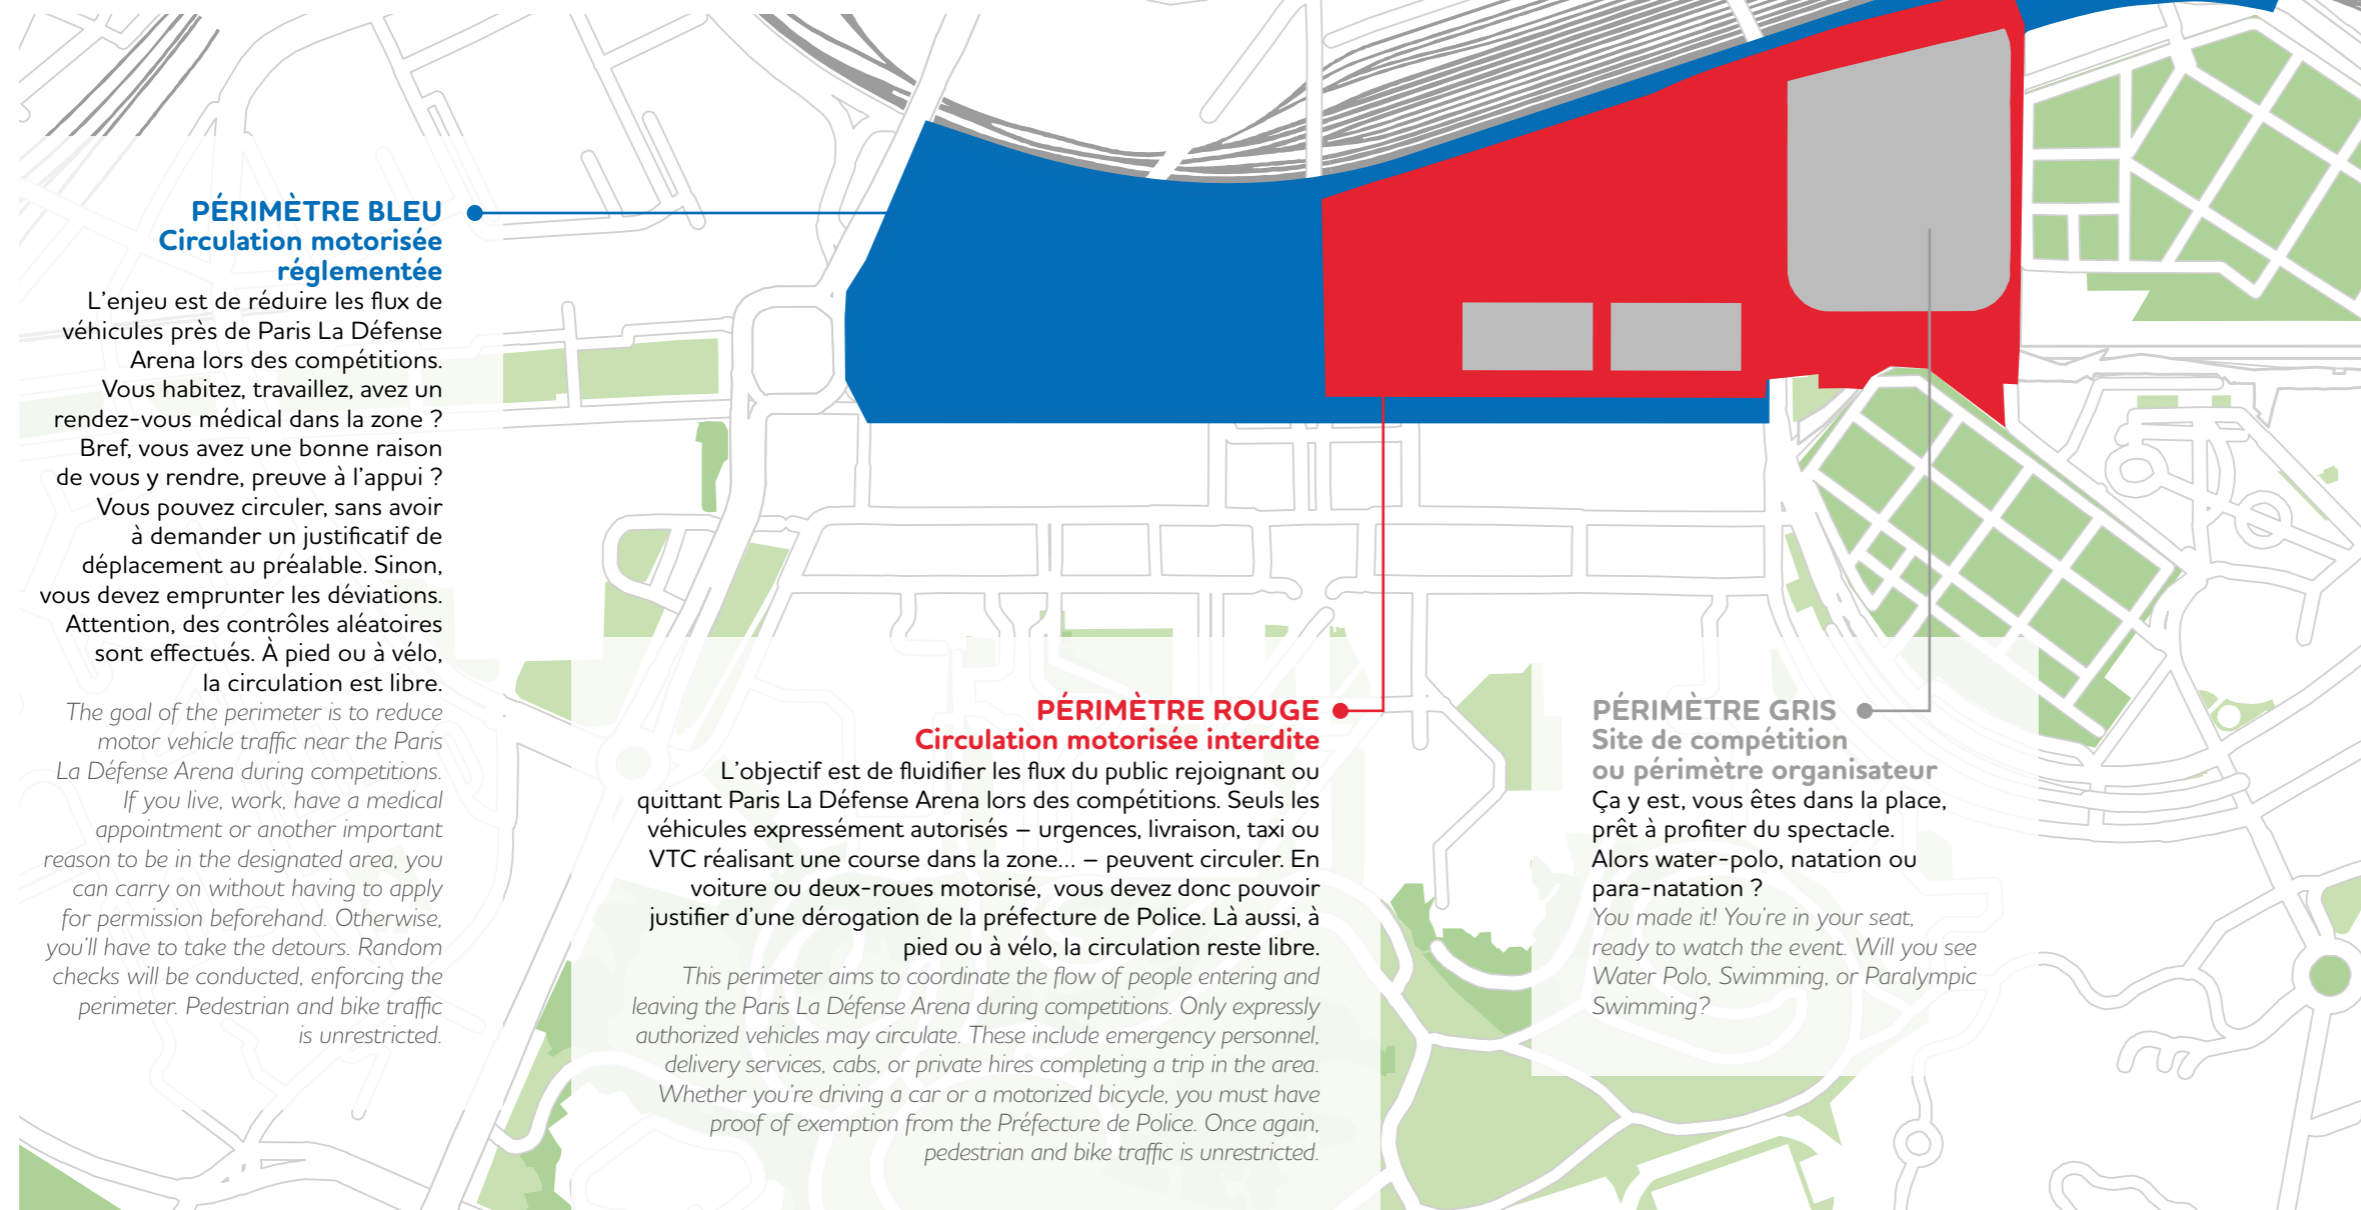 PÉRIMÈTRE BLEU
Circulation motorisée
réglementée
L’enjeu est de réduire les flux de
véhicules près de Paris La Défense
Arena lors des compétitions.
Vous habitez, travaillez, avez un
rendez-vous médical dans la zone ?
Bref, vous avez une bonne raison
de vous y rendre, preuve à l’appui ?
Vous pouvez circuler, sans avoir
à demander un justificatif de
déplacement au préalable. Sinon,
vous devez emprunter les déviations.
Attention, des contrôles aléatoires
sont effectués. À pied ou à vélo,
la circulation est libre.
The goal of the perimeter is to reduce
motor vehicle traffic near the Paris
La Défense Arena during competitions.
If you live, work, have a medical
appointment or another important
reason to be in the designated area, you
can carry on without having to apply
for permission beforehand. Otherwise,
you’ll have to take the detours. Random
checks will be conducted, enforcing the
perimeter. Pedestrian and bike traffic
is unrestricted.
PÉRIMÈTRE ROUGE
Circulation motorisée interdite
L’objectif est de fluidifier les flux du public rejoignant ou
quittant Paris La Défense Arena lors des compétitions. Seuls les
véhicules expressément autorisés – urgences, livraison, taxi ou
VTC réalisant une course dans la zone... – peuvent circuler. En
voiture ou deux-roues motorisé, vous devez donc pouvoir
justifier d’une dérogation de la préfecture de Police. Là aussi, à
pied ou à vélo, la circulation reste libre.
This perimeter aims to coordinate the flow of people entering and
leaving the Paris La Défense Arena during competitions. Only expressly
authorized vehicles may circulate. These include emergency personnel,
delivery services, cabs, or private hires completing a trip in the area.
Whether you’re driving a car or a motorized bicycle, you must have
proof of exemption from the Préfecture de Police. Once again,
pedestrian and bike traffic is unrestricted.
PÉRIMÈTRE GRIS
Site de compétition
ou périmètre organisateur
Ça y est, vous êtes dans la place,
prêt à profiter du spectacle.
Alors water-polo, natation ou
para-natation ?
You made it! You’re in your seat,
ready to watch the event. Will you see
Water Polo, Swimming, or Paralympic
Swimming?